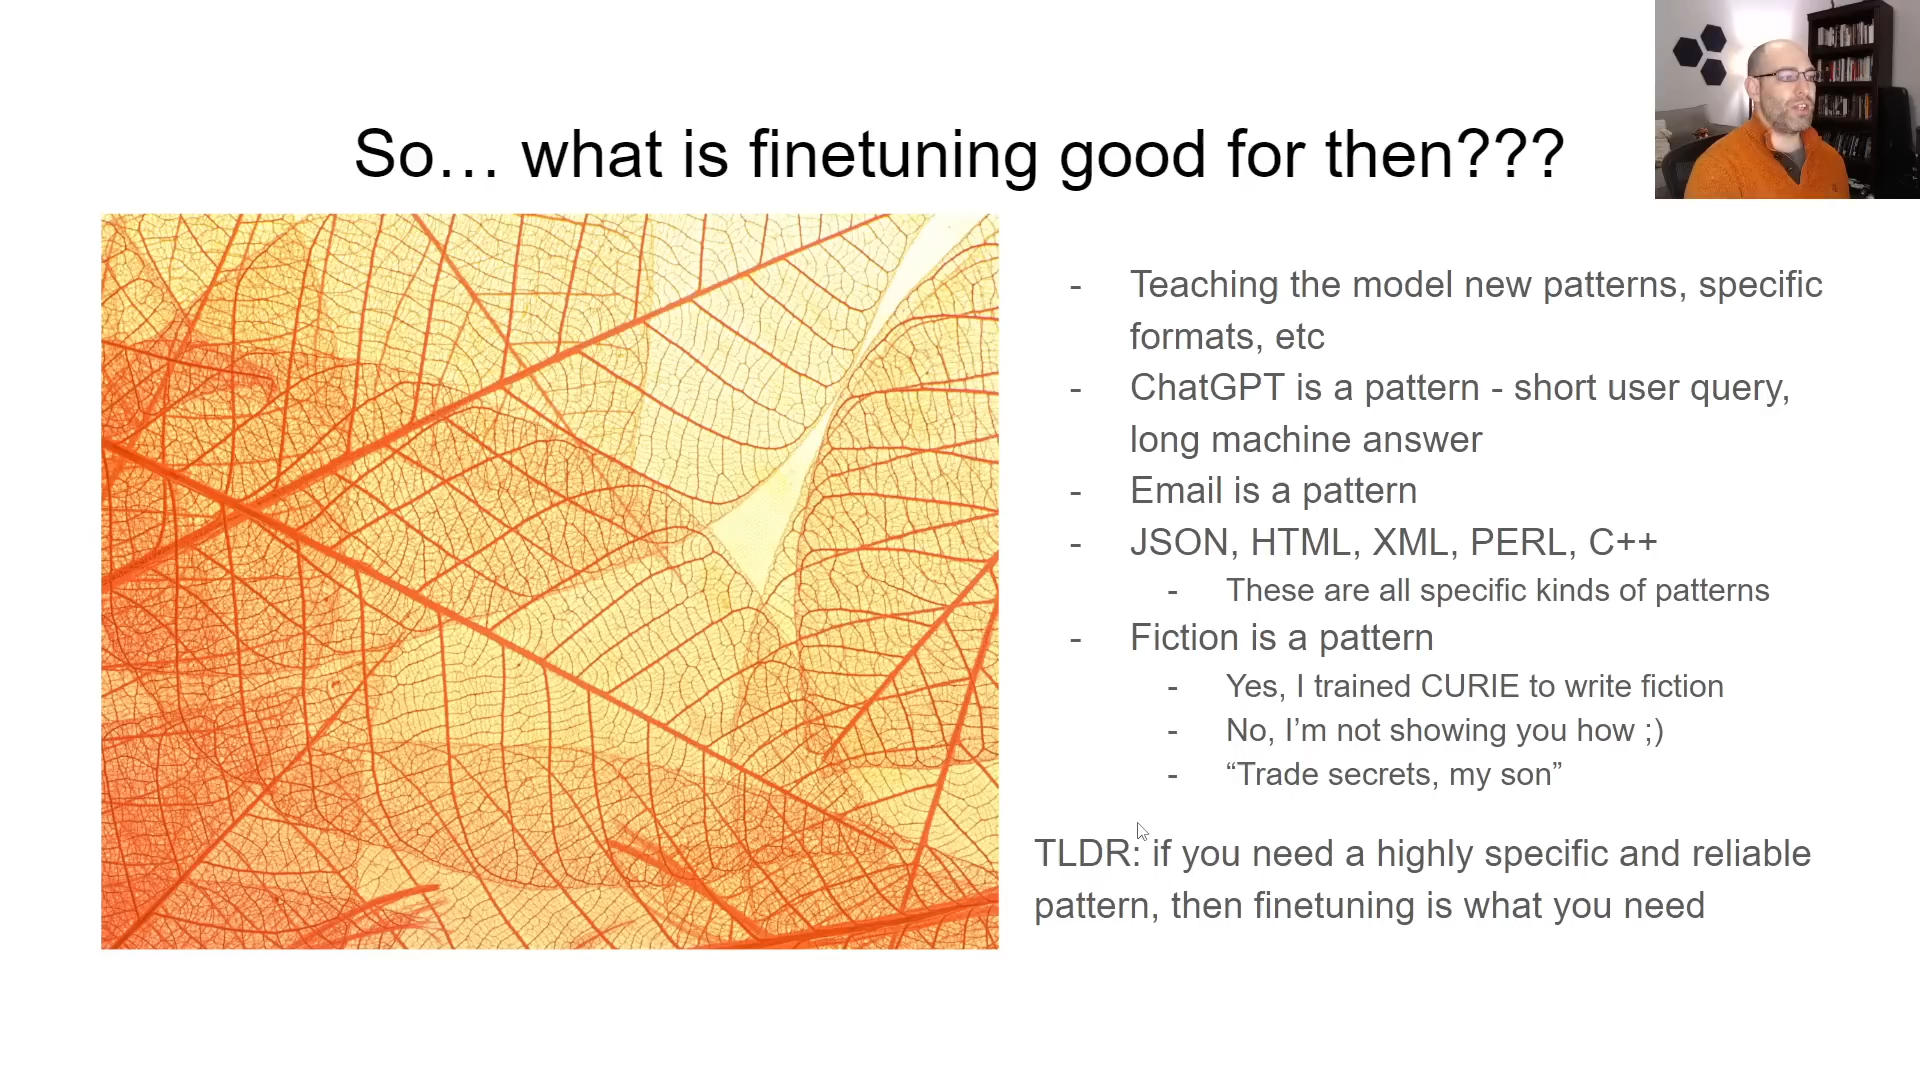 So… what is finetuning good for then???
- Teaching the model new patterns, specific
formats, etc
- ChatGPT is a pattern - short user query,
long machine answer
- Email is a pattern
- JSON, HTML, XML, PERL, C++
- These are all specific kinds of patterns
- Fiction is a pattern
- Yes, I trained CURIE to write fiction
- No, I’m not showing you how ;)
- “Trade secrets, my son”
TLDR: if you need a highly specific and reliable
pattern, then finetuning is what you need